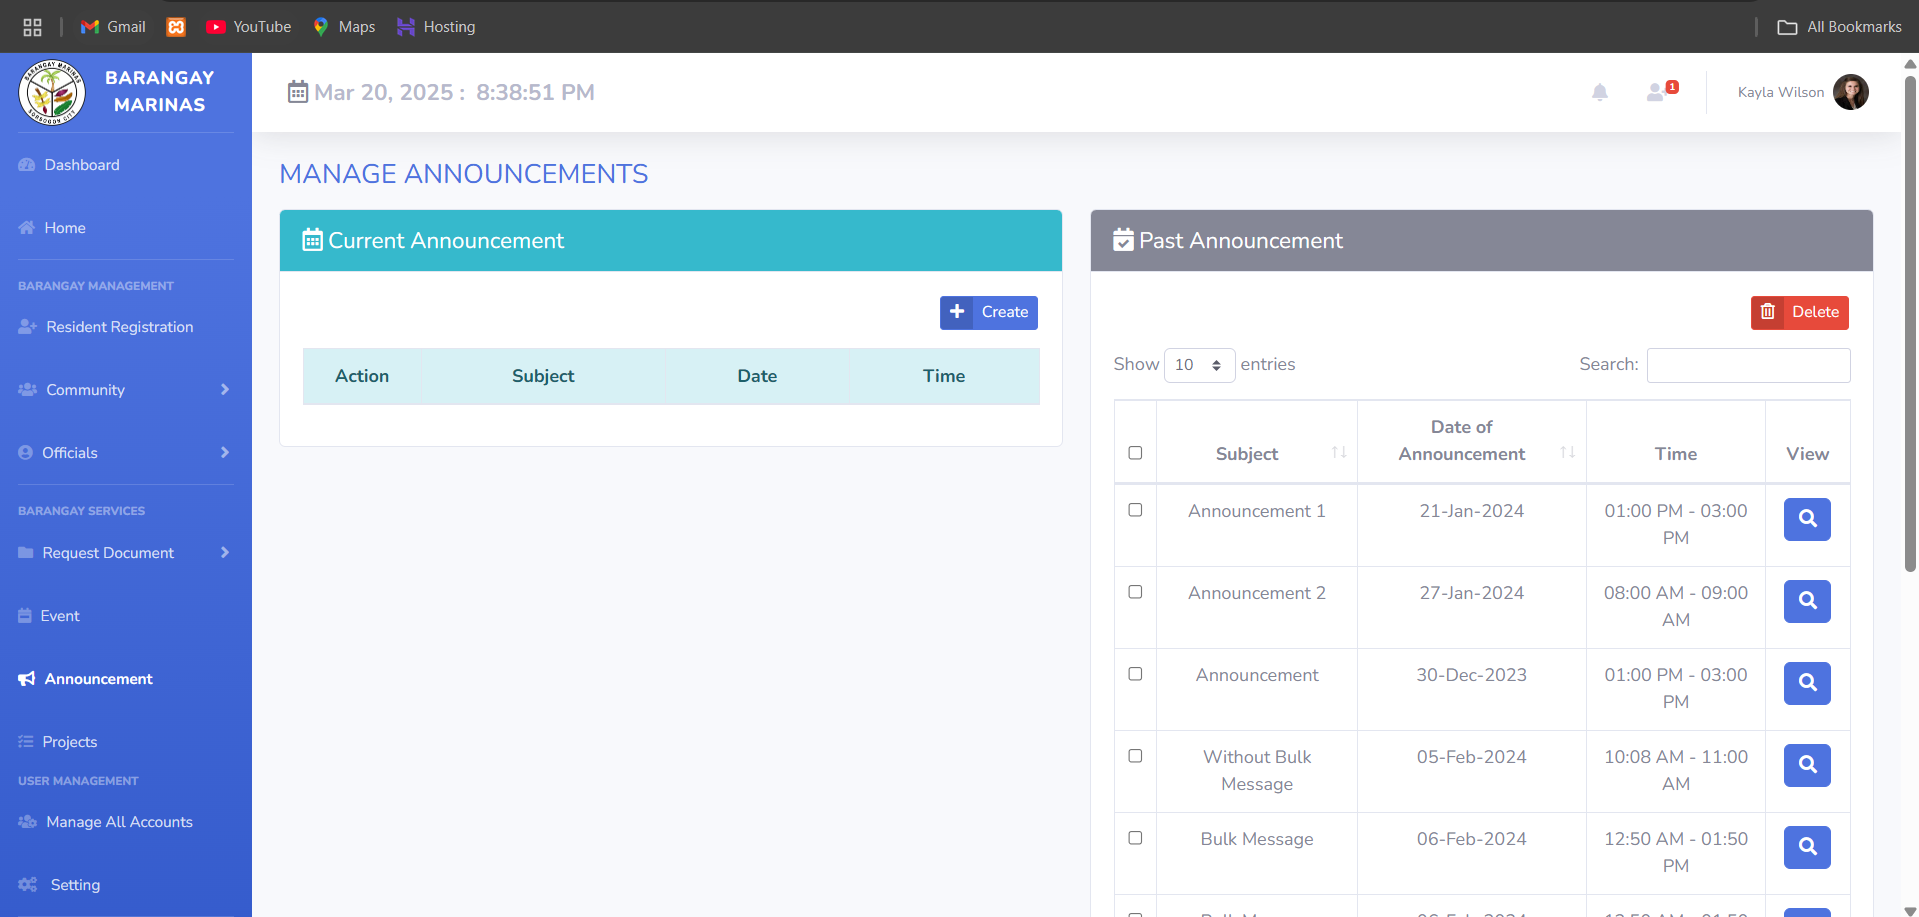 Gmail
YouTube
Maps
Hosting
All Bookmarks
BARANGAY
MARINAS
Mar 20, 2025 : 8:38:51 PM
1
Kayla Wilson
Dashboard
Home
BARANGAY MANAGEMENT
Resident Registration
Community
Officials
BARANGAY SERVICES
Request Document
Event
Announcement
Projects
USER MANAGEMENT
Manage All Accounts
Setting
MANAGE ANNOUNCEMENTS
Current Announcement
Create
Action Subject Date Time
Past Announcement
Delete
Show 10 entries Search:
Date of
Subject Announcement Time View
Announcement 1 21-Jan-2024 01:00 PM - 03:00
PM
Announcement 2 27-Jan-2024 08:00 AM - 09:00
AM
Announcement 30-Dec-2023 01:00 PM - 03:00
PM
Without Bulk 05-Feb-2024 10:08 AM - 11:00
Message AM
Bulk Message 06-Feb-2024 12:50 AM - 01:50
PM